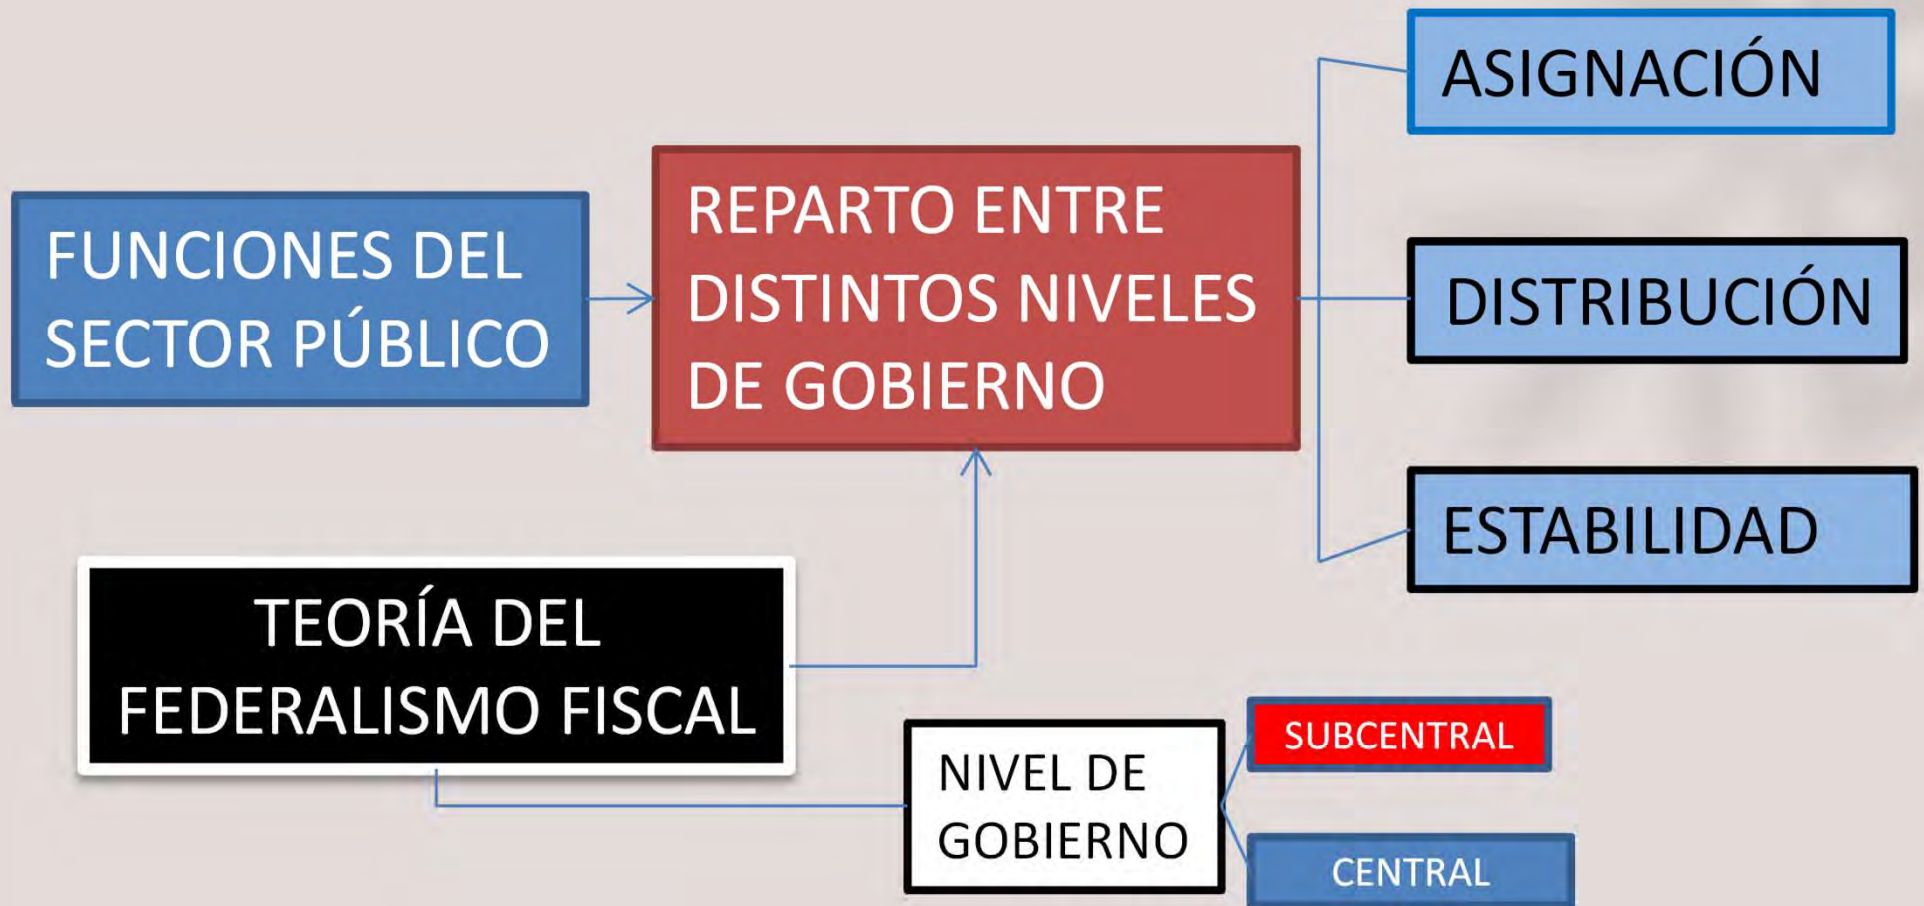 FUNCIONES DEL
SECTOR PÚBLICO
REPARTO ENTRE
DISTINTOS NIVELES
DE GOBIERNO
ASIGNACIÓN
DISTRIBUCIÓN
ESTABILIDAD
TEORÍA DEL
FEDERALISMO FISCAL
NIVEL DE
GOBIERNO
SUBCENTRAL
CENTRAL